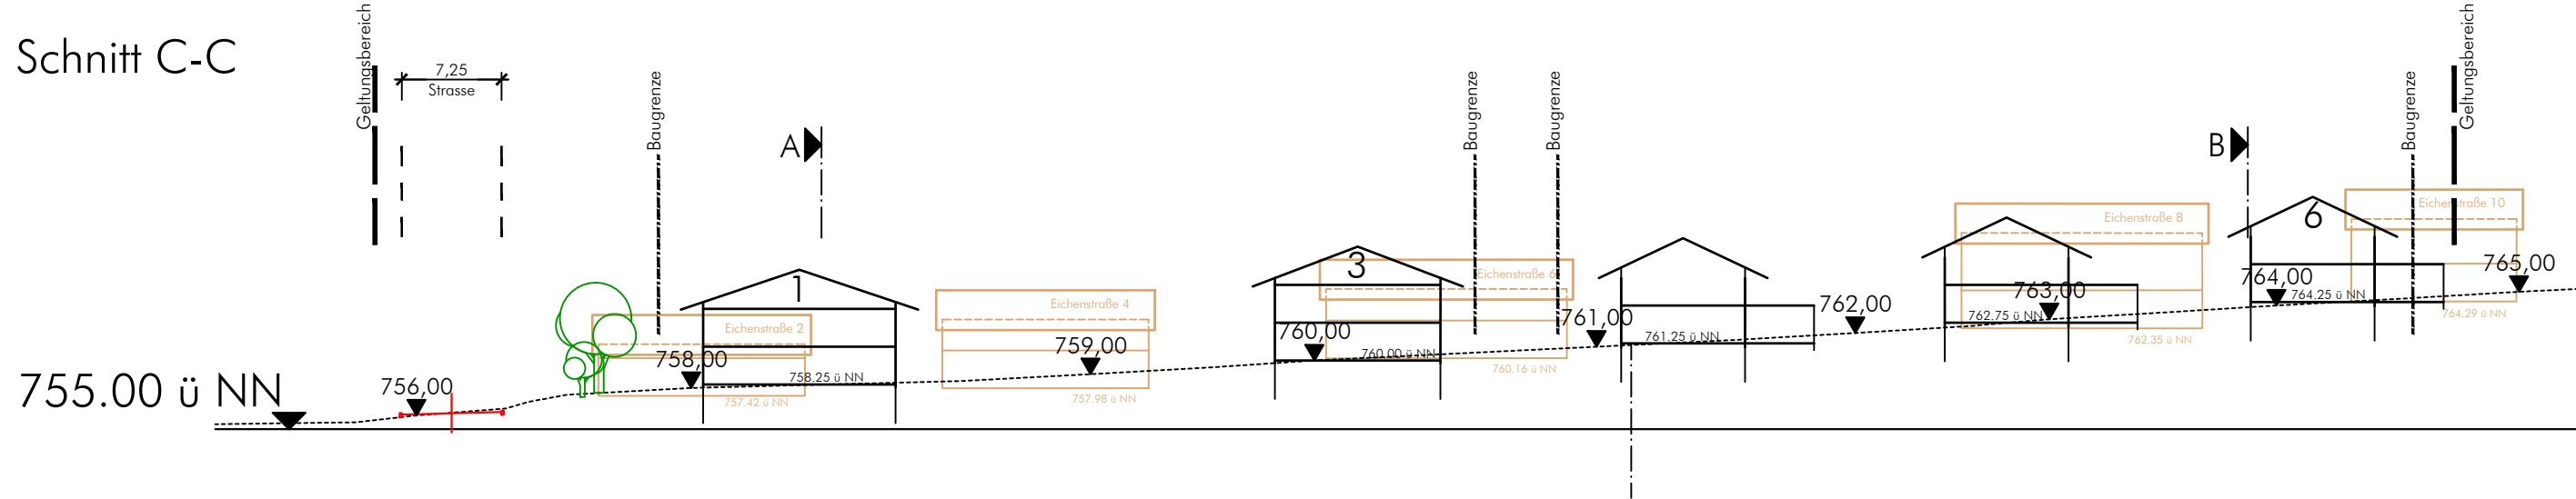 Schnitt C-C
Geltungsbereich
7,25
Strasse
Baugrenze
A
Baugrenze
Baugrenze
B
Baugrenze
Geltungsbereich
755.00 ü NN
756,00
Eichenstraße 2
758,00
757.42 ü NN
1
758.25 ü NN
Eichenstraße 4
759,00
757.98 ü NN
3
760,00
760.00 ü NN
Eichenstraße 6
760.16 ü NN
761,00
761.25 ü NN
762,00
Eichenstraße 8
763,00
762.75 ü NN
762.35 ü NN
6
764,00
764.25 ü NN
Eichenstraße 10
765,00
764.29 ü NN